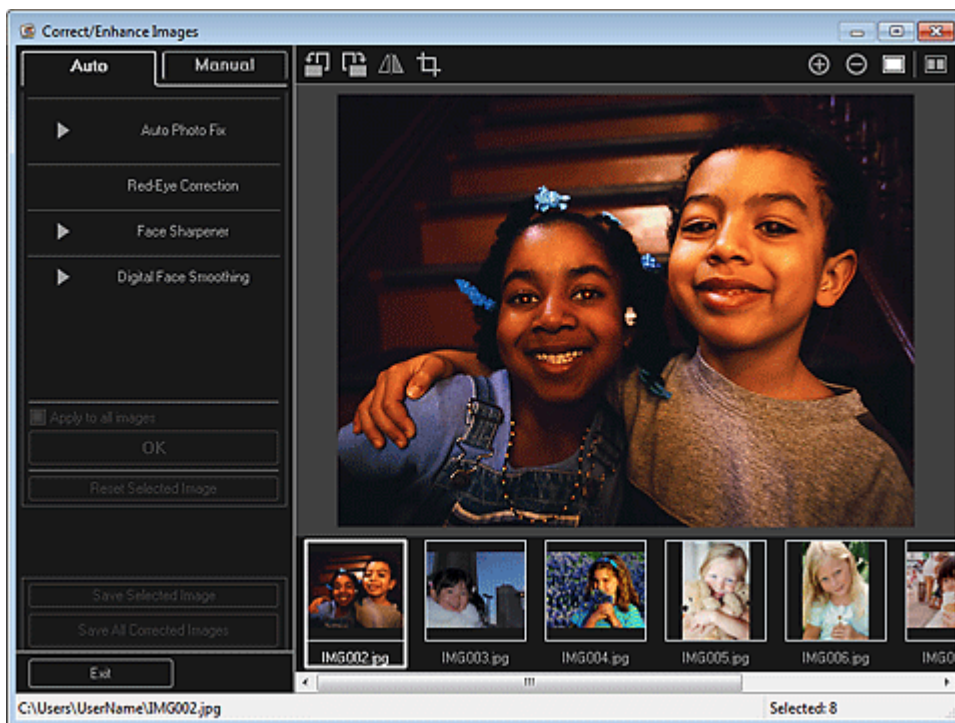 Correct/Enhance Images
Auto
Manual
Auto Photo Fix
Red-Eye Correction
Face Sharpener
Digital Face Smoothing
Apply to all images
OK
Reset Selected Image
Save Selected Image
Save All Corrected Images
Exit
IMG002.jpg
IMG003.jpg
IMG004.jpg
IMG005.jpg
IMG006.jpg
IMG0
C:\Users\UserName\IMG002.jpg
Selected: 8